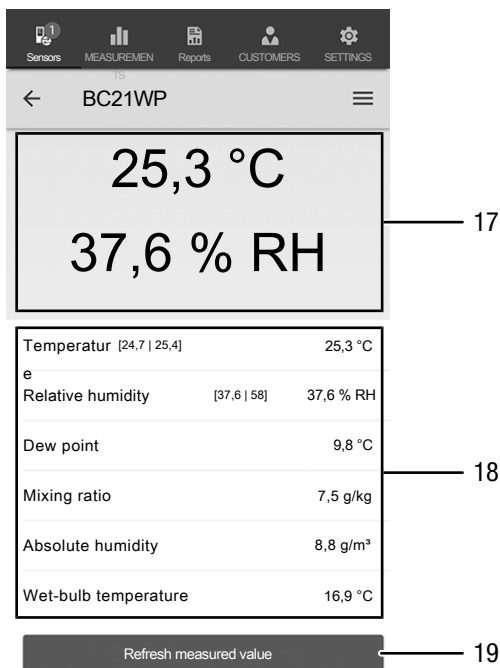 1
Sensors MEASUREMEN Reports CUSTOMERS SETTINGS
TS
BC21WP
25,3 °C
37,6 % RH
17
Temperatur [24,7 | 25,4] 25,3 °C
e
Relative humidity [37,6 | 58] 37,6 % RH
Dew point 9,8 °C
Mixing ratio 7,5 g/kg
18
Absolute humidity 8,8 g/m³
Wet-bulb temperature 16,9 °C
Refresh measured value
19